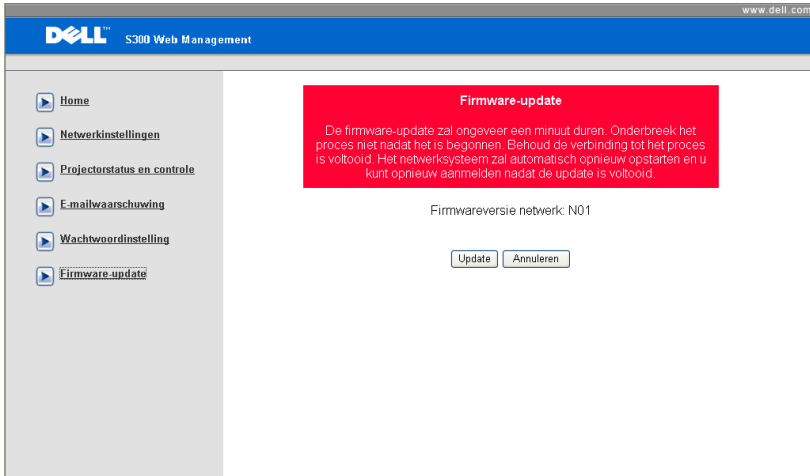 www.dell.com
DELL™ S300 Web Management
Home
Netwerkinstellingen
Projectorstatus en controle
E-mailwaarschuwing
Wachtwoordinstelling
Firmware-update
Firmware-update
De firmware-update zal ongeveer een minuut duren. Onderbreek het
proces niet nadat het is begonnen. Behoud de verbinding tot het proces
is voltooid. Het netwerksysteem zal automatisch opnieuw opstarten en u
kunt opnieuw aanmelden nadat de update is voltooid.
Firmwareversie netwerk: N01
Update Annuleren